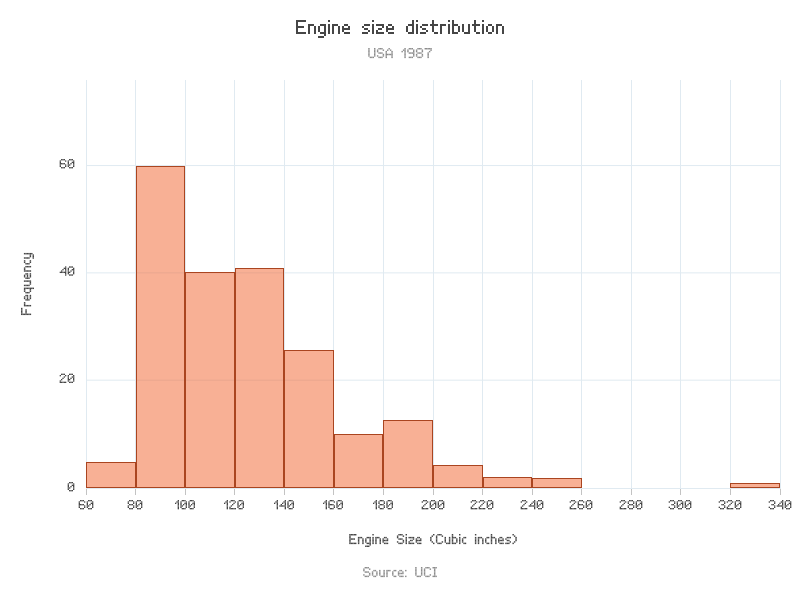 Engine size distribution
USA 1987
60
40
20
0
Frequency
60 80 100 120 140 160 180 200 220 240 260 280 300 320 340
Engine Size (Cubic inches)
Source: UCI